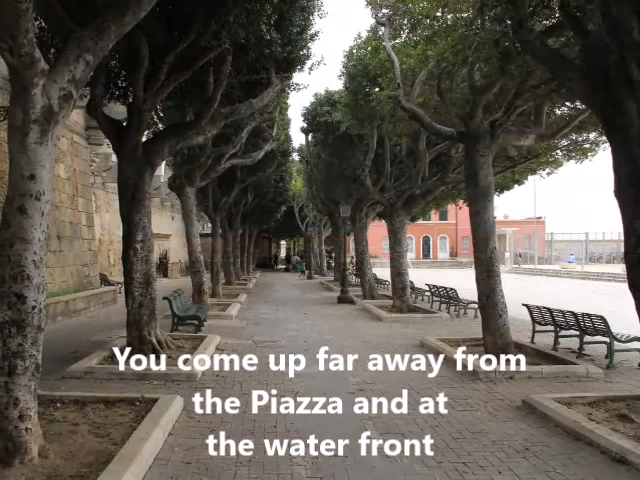 You come up far away from
the Piazza and at
the water front